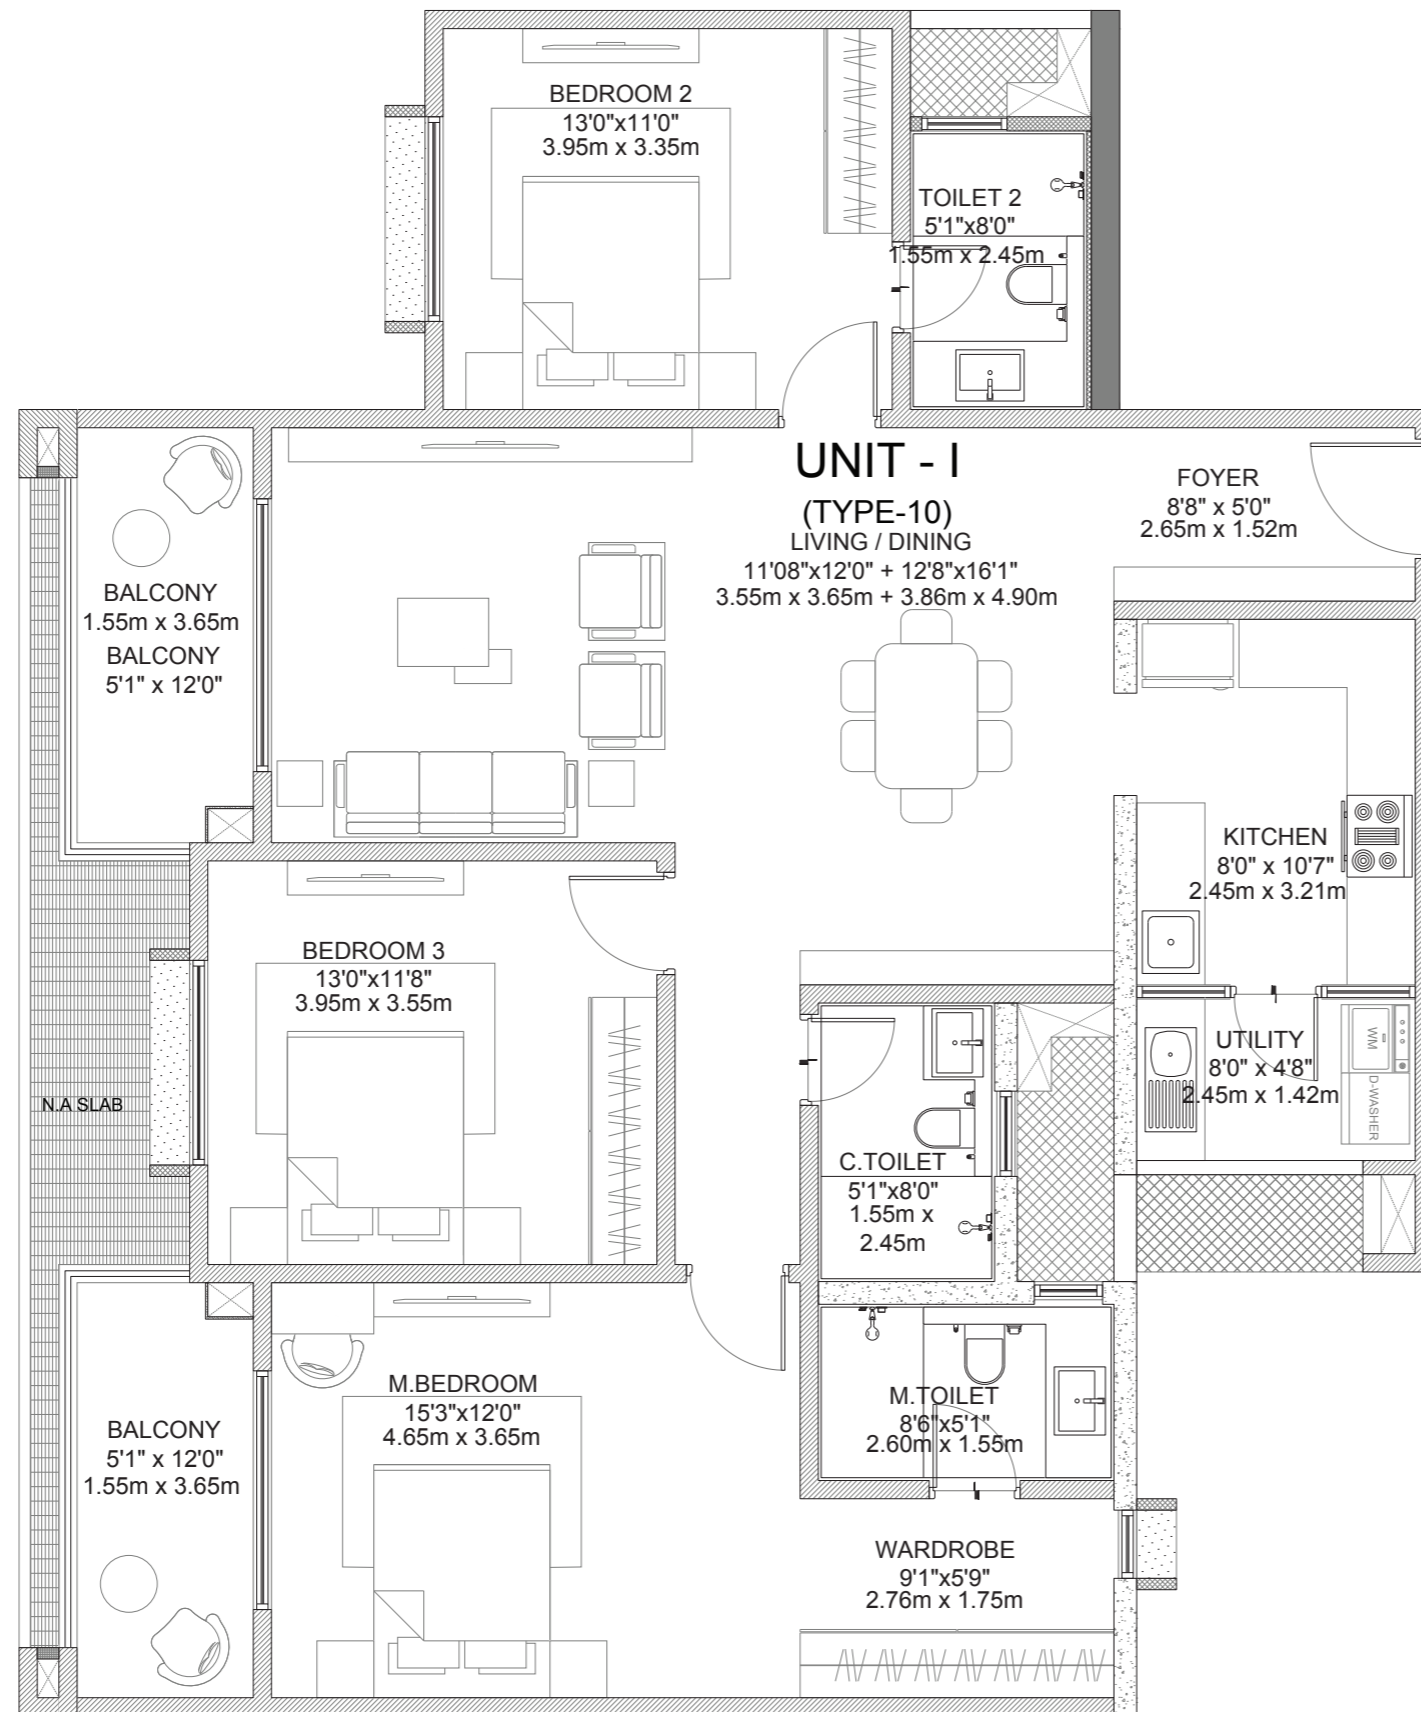 BEDROOM 2
13'0"x11'0"
3.95m x 3.35m
TOILET 2
5'1"x8'0"
1.55m x 2.45m
UNIT - I
(TYPE-10)
LIVING / DINING
11'08"x12'0" + 12'8"x16'1"
3.55m x 3.65m + 3.86m x 4.90m
FOYER
8'8" x 5'0"
2.65m x 1.52m
BALCONY
1.55m x 3.65m
BALCONY
5'1" x 12'0"
KITCHEN
8'0" x 10'7"
2.45m x 3.21m
BEDROOM 3
13'0"x11'8"
3.95m x 3.55m
N.A SLAB
UTILITY
8'0" x 4'8"
2.45m x 1.42m
WM
D-WASHER
C.TOILET
5'1"x8'0"
1.55m x
2.45m
M.BEDROOM
15'3"x12'0"
4.65m x 3.65m
M.TOILET
8'6"x5'1"
2.60m x 1.55m
BALCONY
5'1" x 12'0"
1.55m x 3.65m
WARDROBE
9'1"x5'9"
2.76m x 1.75m